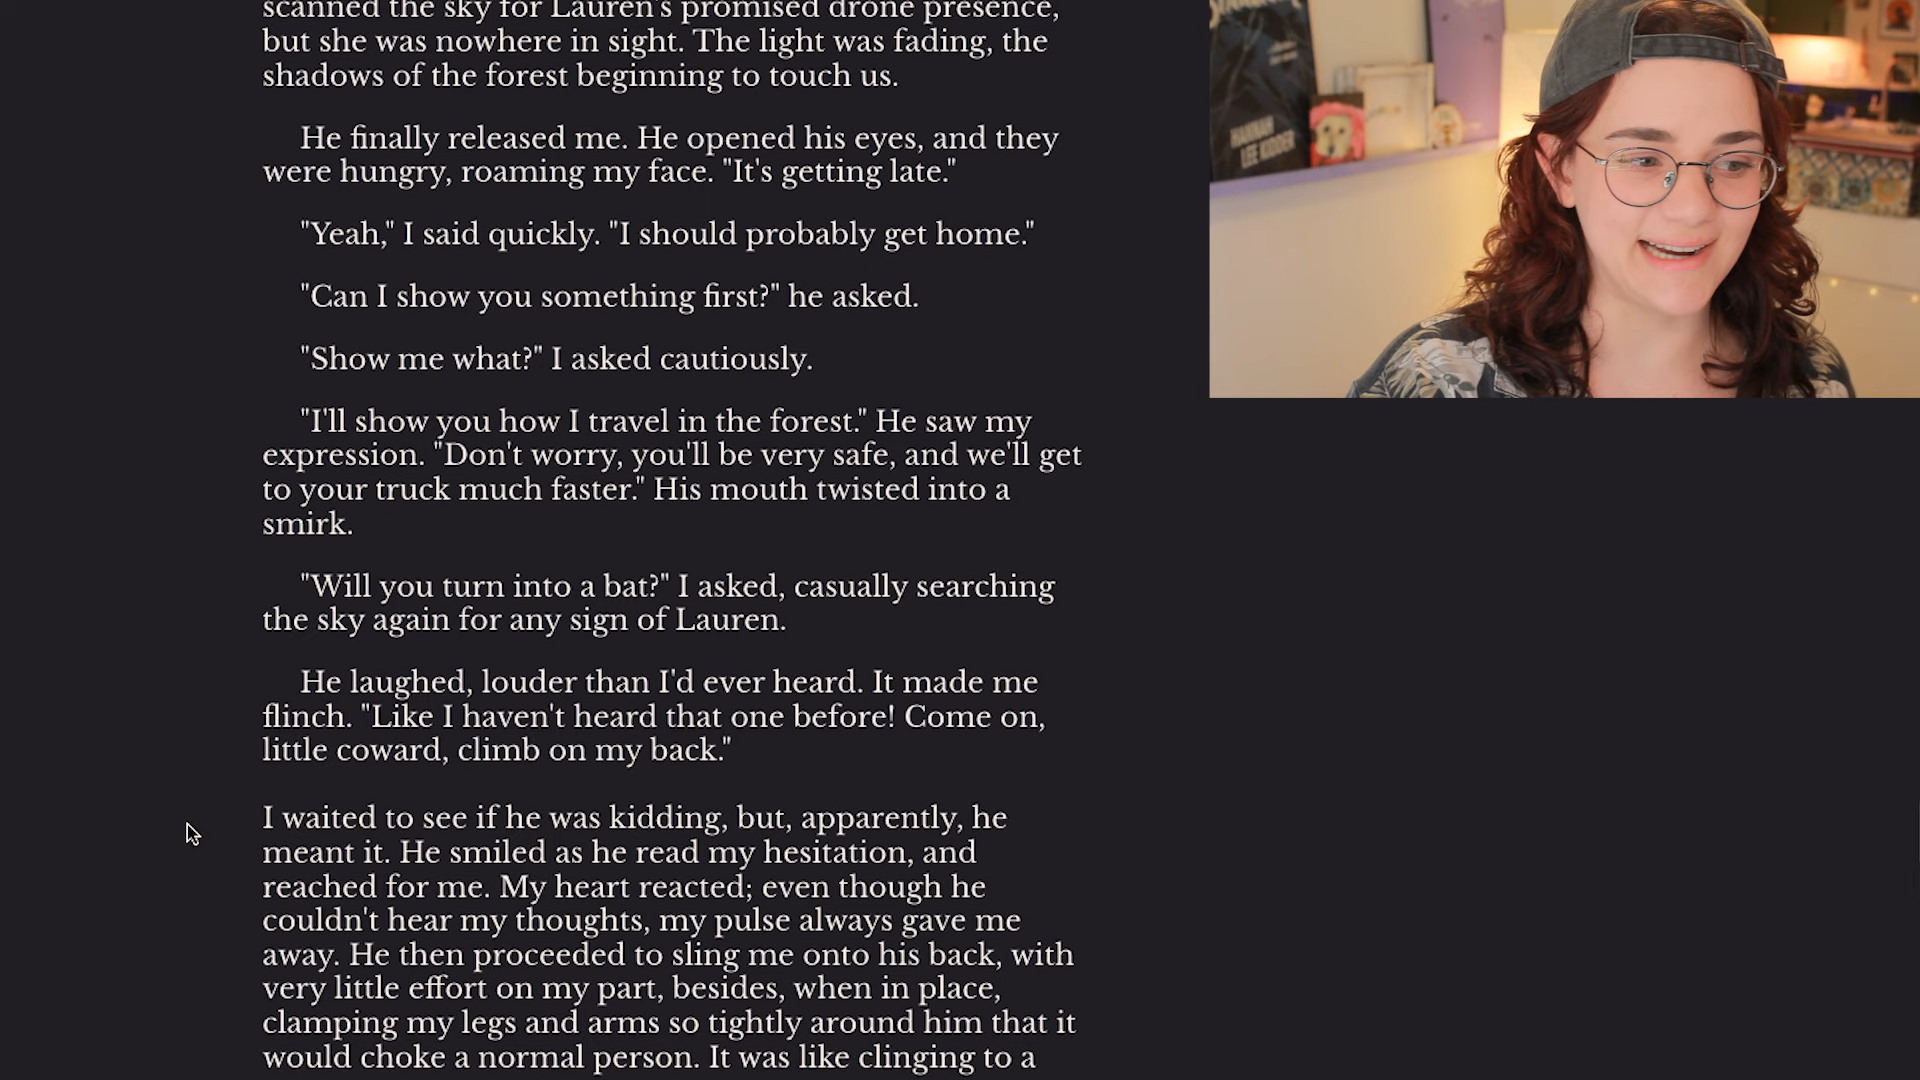 scanned the sky for Lauren's promised drone presence,
but she was nowhere in sight. The light was fading, the
shadows of the forest beginning to touch us.
He finally released me. He opened his eyes, and they
were hungry, roaming my face. "It's getting late."
"Yeah," I said quickly. "I should probably get home."
"Can I show you something first?" he asked.
"Show me what?" I asked cautiously.
"I'll show you how I travel in the forest." He saw my
expression. "Don't worry, you'll be very safe, and we'll get
to your truck much faster." His mouth twisted into a
smirk.
"Will you turn into a bat?" I asked, casually searching
the sky again for any sign of Lauren.
He laughed, louder than I'd ever heard. It made me
flinch. "Like I haven't heard that one before! Come on,
little coward, climb on my back."
I waited to see if he was kidding, but, apparently, he
meant it. He smiled as he read my hesitation, and
reached for me. My heart reacted; even though he
couldn't hear my thoughts, my pulse always gave me
away. He then proceeded to sling me onto his back, with
very little effort on my part, besides, when in place,
clamping my legs and arms so tightly around him that it
would choke a normal person. It was like clinging to a
HANNAH
LEE KIDDER